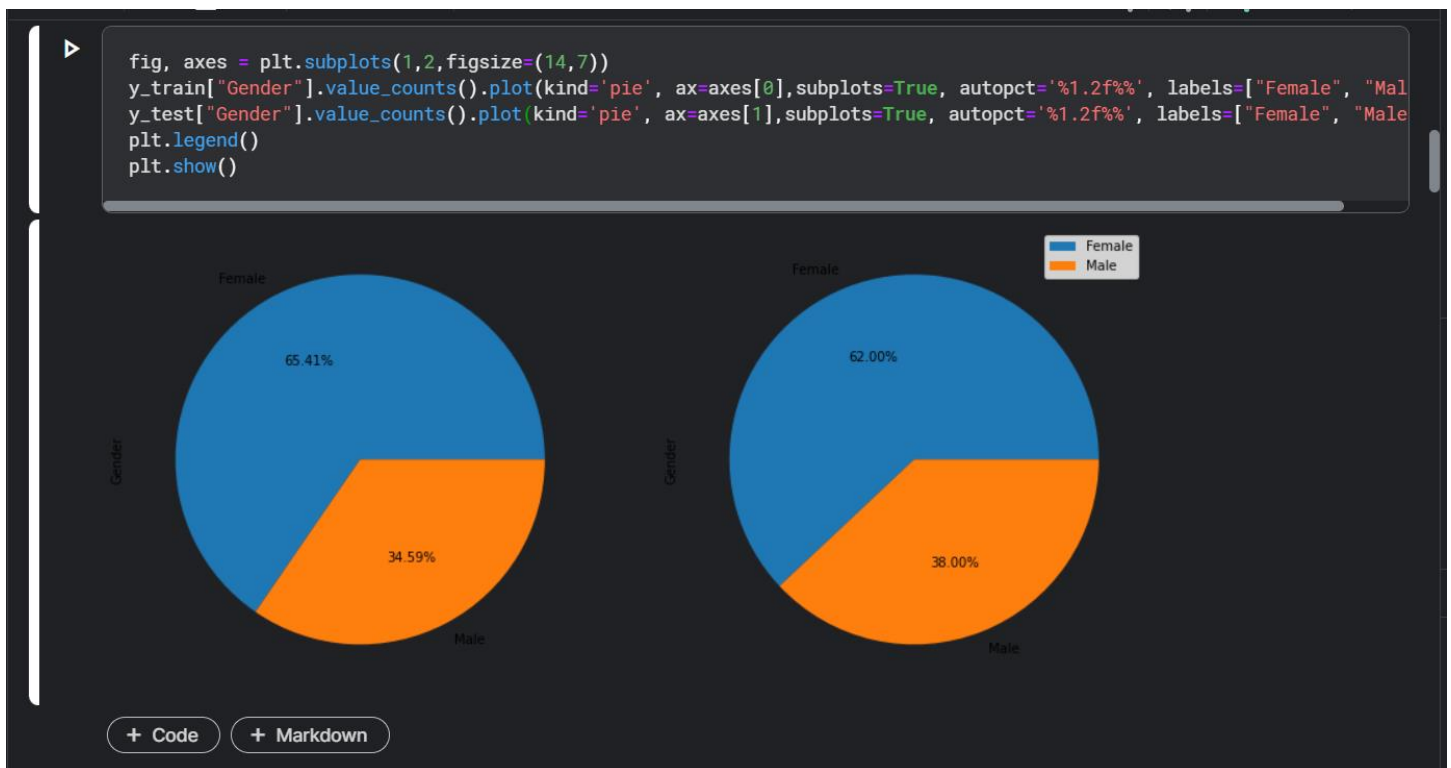 fig, axes = plt.subplots(1,2,figsize=(14,7))
y_train["Gender"].value_counts().plot(kind='pie', ax=axes[0],subplots=True, autopct='%1.2f%%', labels=["Female", "Mal
y_test["Gender"].value_counts().plot(kind='pie', ax=axes[1],subplots=True, autopct='%1.2f%%', labels=["Female", "Male
plt.legend()
plt.show()
Female
Male
Female
65.41%
Gender
34.59%
Male
Female
62.00%
Gender
38.00%
Male
+ Code
+ Markdown